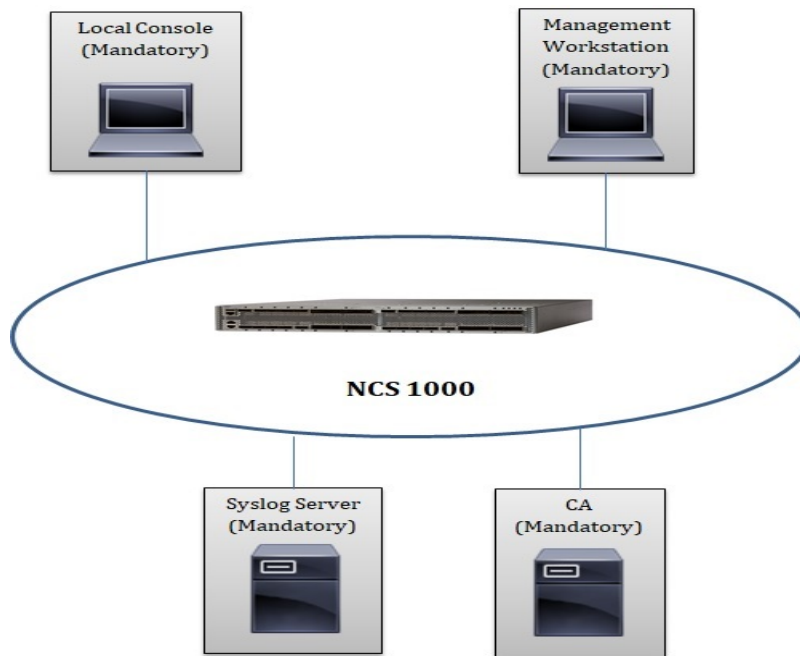 Local Console
(Mandatory)
Management
Workstation
(Mandatory)
NCS 1000
Syslog Server
(Mandatory)
CA
(Mandatory)